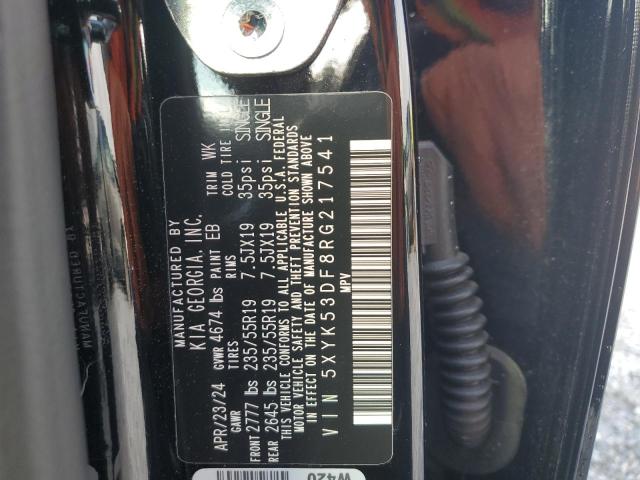 MANUFACTURED BY
KIA GEORGIA, INC.
APR/23/24 GVWR 4674 lbs PAINT EB TRIM WK
GAWR TIRES RIMS COLD TIRE
FRONT 2777 lbs 235/55R19 7.5JX19 35psi SINGLE
REAR 2645 lbs 235/55R19 7.5JX19 35psi SINGLE
THIS VEHICLE CONFORMS TO ALL APPLICABLE U.S.A. FEDERAL
MOTOR VEHICLE SAFETY AND THEFT PREVENTION STANDARDS
IN EFFECT ON THE DATE OF MANUFACTURE SHOWN ABOVE
VIN 5XYK53DF8RG217541
MPV
W420